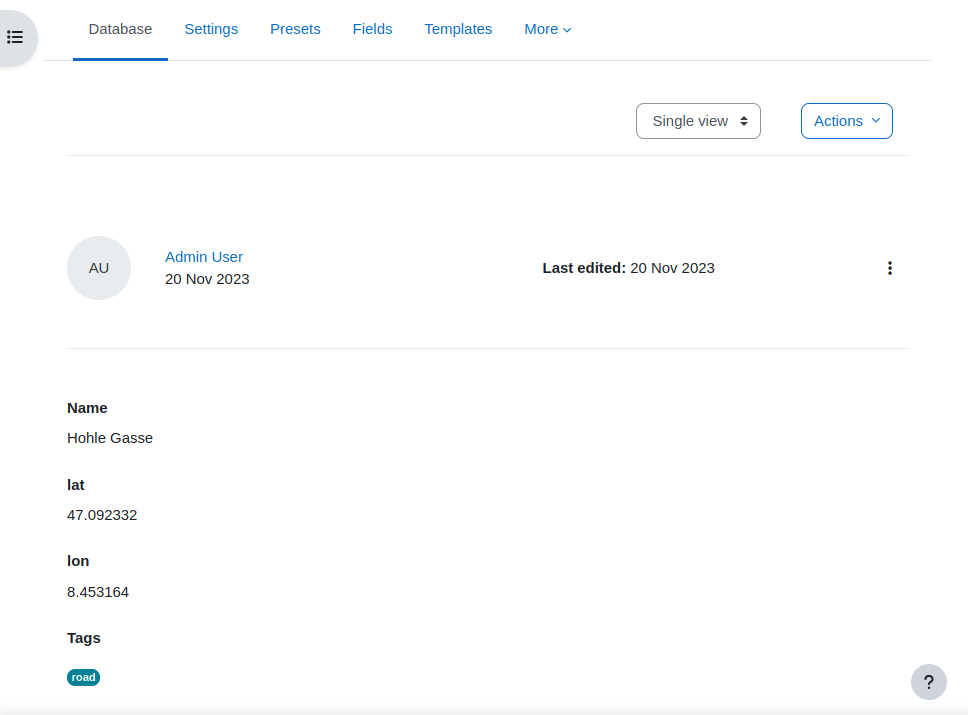 Database Settings Presets Fields Templates More
Single view Actions
AU
Admin User
20 Nov 2023
Last edited: 20 Nov 2023
Name
Hohle Gasse
lat
47.092332
lon
8.453164
Tags
road
?